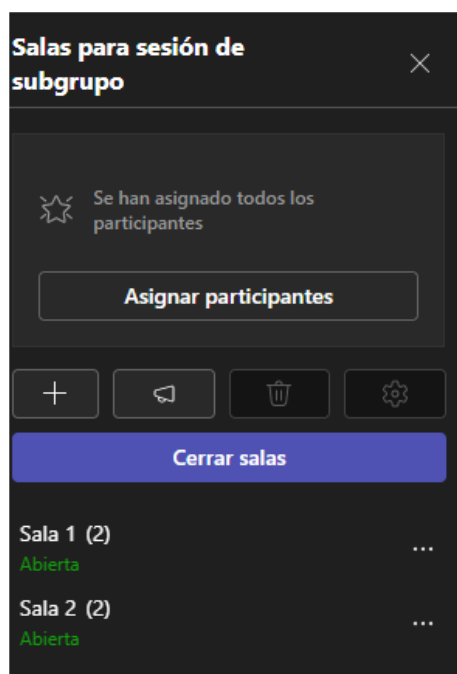 Salas para sesión de
subgrupo
Se han asignado todos los
participantes
Asignar participantes
Cerrar salas
Sala 1 (2)
Abierta
Sala 2 (2)
Abierta